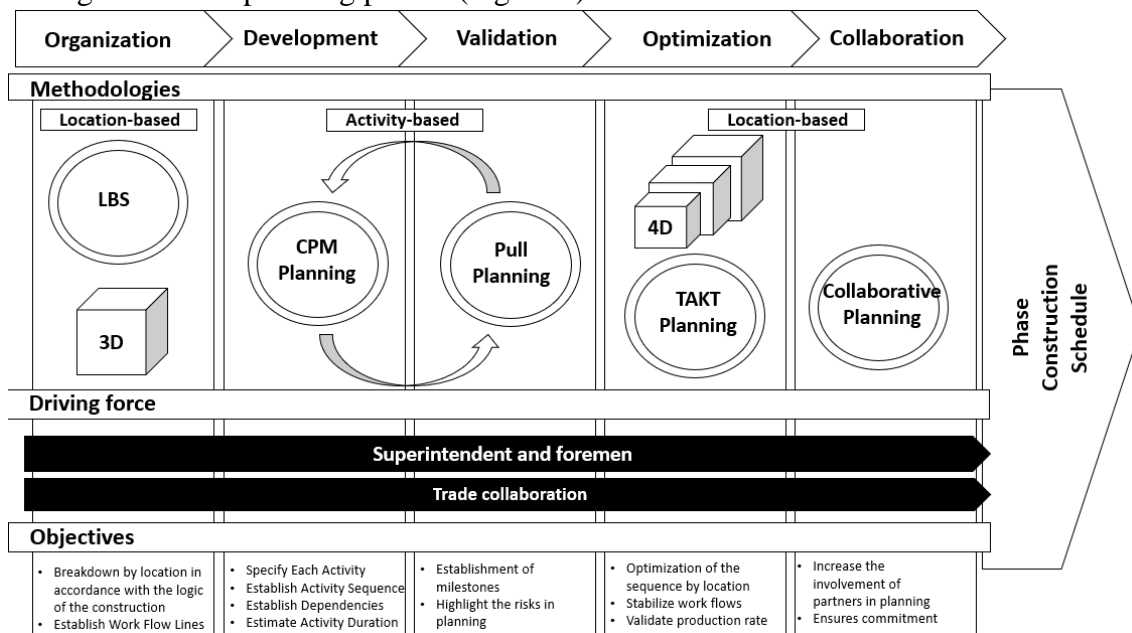 Organization Development Validation Optimization Collaboration
Methodologies
Location-based Activity-based Location-based
LBS
3D
CPM
Planning
Pull
Planning
4D
TAKT
Planning
Collaborative
Planning
Phase
Construction
Schedule
Driving force
Superintendent and foremen
Trade collaboration
Objectives
• Breakdown by location in
accordance with the logic
of the construction
• Establish Work Flow Lines
• Specify Each Activity
• Establish Activity Sequence
• Establish Dependencies
• Estimate Activity Duration
• Establishment of
milestones
• Highlight the risks in
planning
• Optimization of the
sequence by location
• Stabilize work flows
• Validate production rate
• Increase the
involvement of
partners in planning
• Ensures commitment